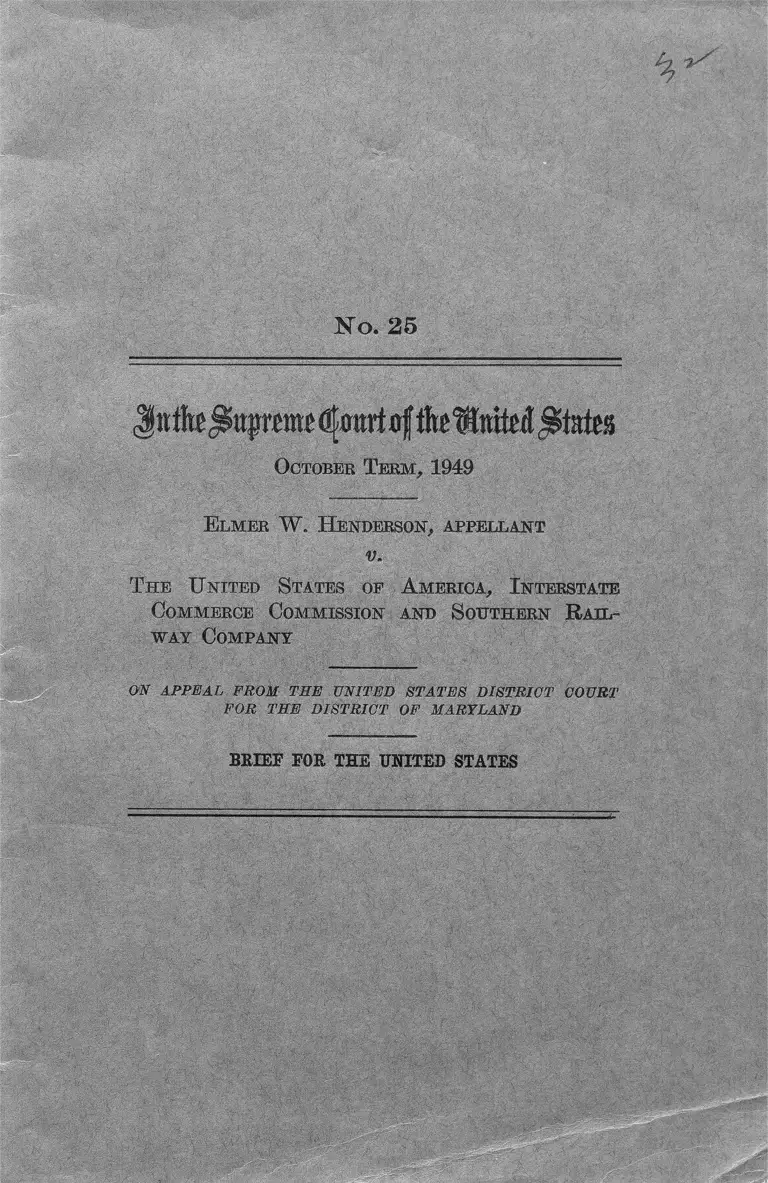 32
No. 25
In the Supreme Court of the United States
OCTOBER TERM, 1949
ELMER W. HENDERSON, APPELLANT
v.
THE UNITED STATES OF AMERICA, INTERSTATE
COMMERCE COMMISSION AND SOUTHERN RAIL-
WAY COMPANY
ON APPEAL FROM THE UNITED STATES DISTRICT COURT
FOR THE DISTRICT OF MARYLAND
BRIEF FOR THE UNITED STATES